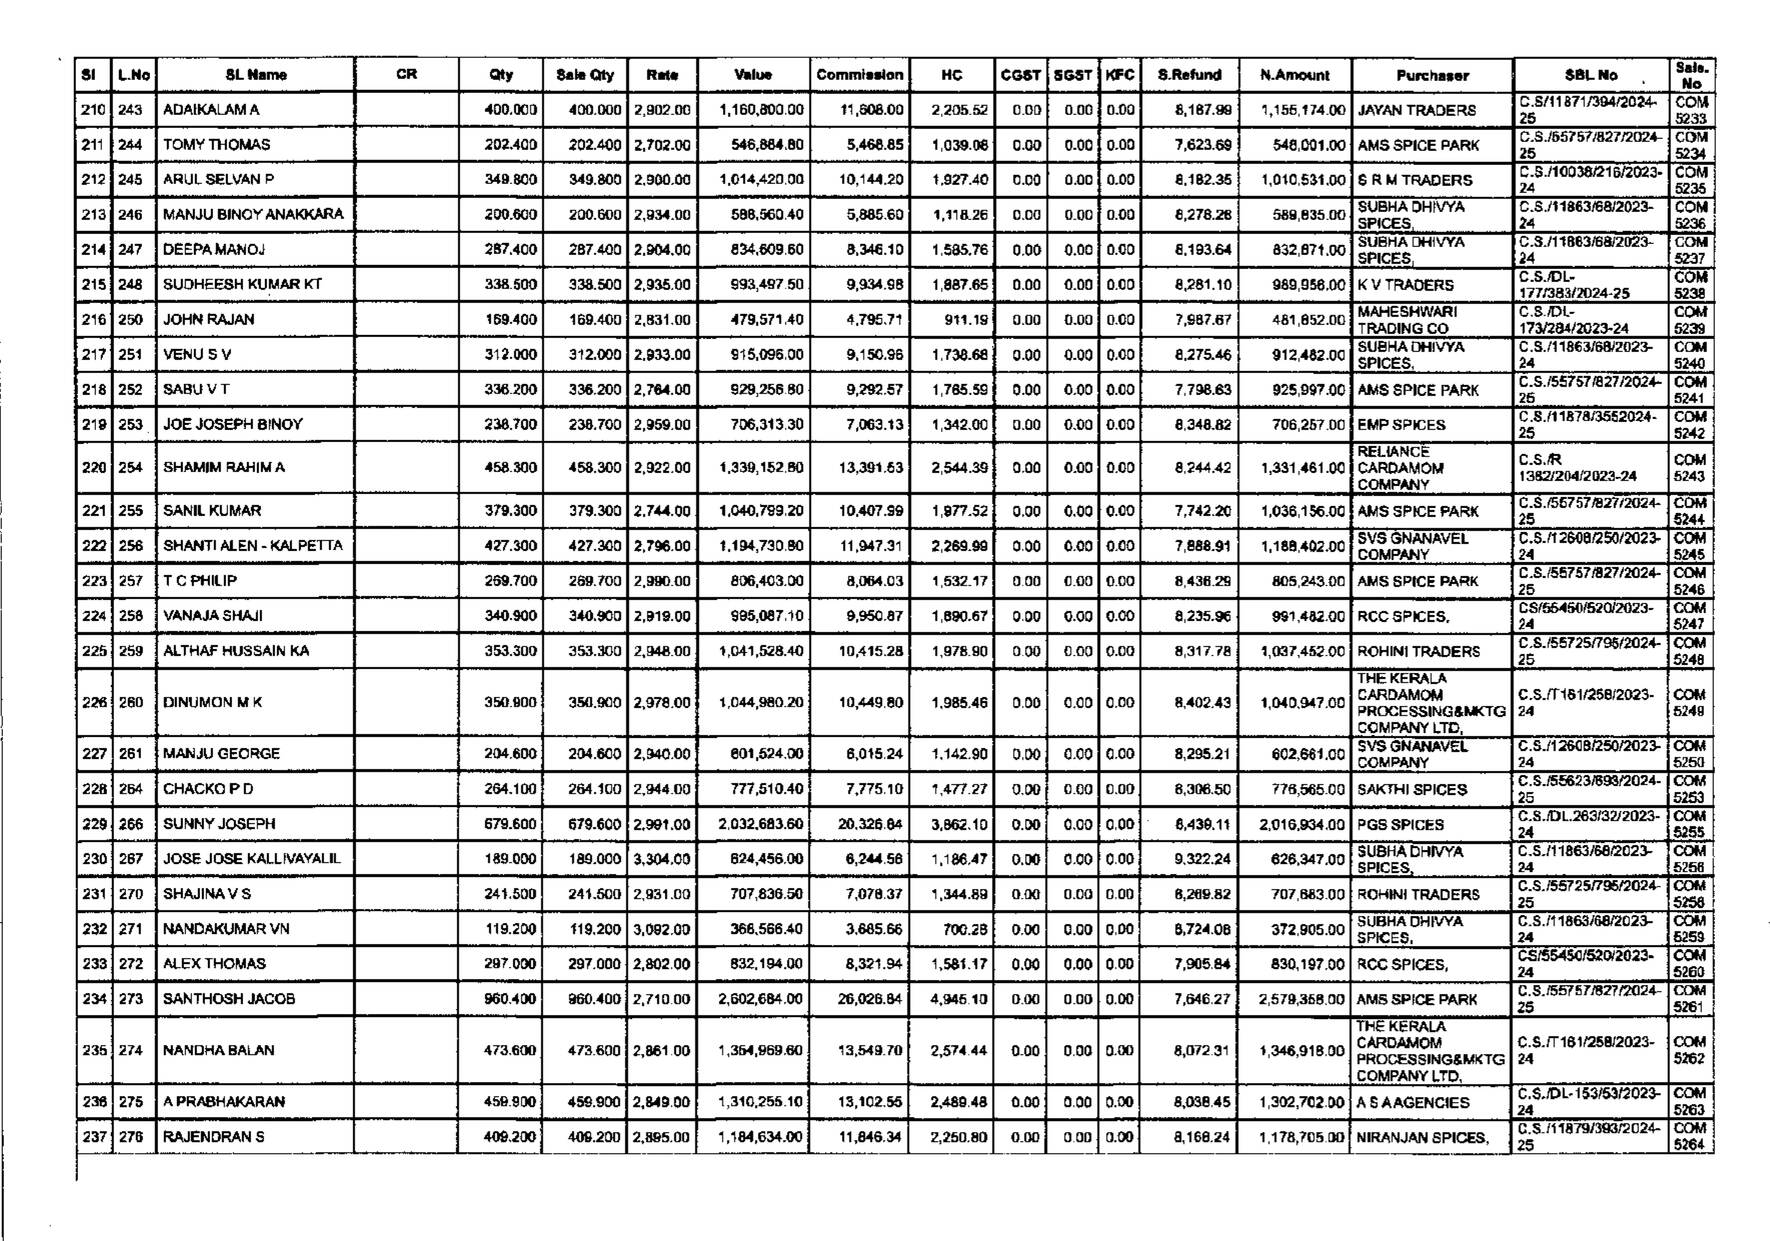 Sl L.No SL Name CR Qty Sale Qty Rate Value Commission HC CGST SGST KFC S.Refund N.Amount Purchaser SBL No Sale. No
210 243 ADAIKALAM A 400.000 400.000 2,902.00 1,160,800.00 11,608.00 2,205.52 0.00 0.00 0.00 8,187.99 1,155,174.00 JAYAN TRADERS C.S/11871/394/2024-25 COM 5233
211 244 TOMY THOMAS 202.400 202.400 2,702.00 546,884.80 5,468.85 1,039.08 0.00 0.00 0.00 7,623.69 548,001.00 AMS SPICE PARK C.S./55757/827/2024-25 COM 5234
212 245 ARUL SELVAN P 349.800 349.800 2,900.00 1,014,420.00 10,144.20 1,927.40 0.00 0.00 0.00 8,182.35 1,010,531.00 S R M TRADERS C.S./10038/216/2023-24 COM 5235
213 246 MANJU BINOY ANAKKARA 200.600 200.600 2,934.00 588,560.40 5,885.60 1,118.26 0.00 0.00 0.00 8,278.28 589,835.00 SUBHA DHIVYA SPICES, C.S./11863/68/2023-24 COM 5236
214 247 DEEPA MANOJ 287.400 287.400 2,904.00 834,609.60 8,346.10 1,585.76 0.00 0.00 0.00 8,193.64 832,871.00 SUBHA DHIVYA SPICES, C.S./11863/68/2023-24 COM 5237
215 248 SUDHEESH KUMAR KT 338.500 338.500 2,935.00 993,497.50 9,934.98 1,887.65 0.00 0.00 0.00 8,281.10 989,956.00 K V TRADERS C.S./DL-177/383/2024-25 COM 5238
216 250 JOHN RAJAN 169.400 169.400 2,831.00 479,571.40 4,795.71 911.19 0.00 0.00 0.00 7,987.67 481,852.00 MAHESHWARI TRADING CO C.S./DL-173/284/2023-24 COM 5239
217 251 VENU S V 312.000 312.000 2,933.00 915,096.00 9,150.96 1,738.68 0.00 0.00 0.00 8,275.46 912,482.00 SUBHA DHIVYA SPICES, C.S./11863/68/2023-24 COM 5240
218 252 SABU V T 336.200 336.200 2,764.00 929,256.80 9,292.57 1,765.59 0.00 0.00 0.00 7,798.63 925,997.00 AMS SPICE PARK C.S./55757/827/2024-25 COM 5241
219 253 JOE JOSEPH BINOY 238.700 238.700 2,959.00 706,313.30 7,063.13 1,342.00 0.00 0.00 0.00 8,348.82 706,257.00 EMP SPICES C.S./11878/3552024-25 COM 5242
220 254 SHAMIM RAHIM A 458.300 458.300 2,922.00 1,339,152.60 13,391.53 2,544.39 0.00 0.00 0.00 8,244.42 1,331,461.00 RELIANCE CARDAMOM COMPANY C.S./R 1382/204/2023-24 COM 5243
221 255 SANIL KUMAR 379.300 379.300 2,744.00 1,040,799.20 10,407.99 1,977.52 0.00 0.00 0.00 7,742.20 1,036,156.00 AMS SPICE PARK C.S./55757/827/2024-25 COM 5244
222 256 SHANTI ALEN - KALPETTA 427.300 427.300 2,796.00 1,194,730.80 11,947.31 2,269.99 0.00 0.00 0.00 7,888.91 1,188,402.00 SVS GNANAVEL COMPANY C.S./12608/250/2023-24 COM 5245
223 257 T C PHILIP 269.700 269.700 2,990.00 806,403.00 8,064.03 1,532.17 0.00 0.00 0.00 8,436.29 805,243.00 AMS SPICE PARK C.S./55757/827/2024-25 COM 5246
224 258 VANAJA SHAJI 340.900 340.900 2,919.00 995,087.10 9,950.87 1,890.67 0.00 0.00 0.00 8,235.96 991,482.00 RCC SPICES, CS/55450/520/2023-24 COM 5247
225 259 ALTHAF HUSSAIN KA 353.300 353.300 2,948.00 1,041,528.40 10,415.28 1,978.90 0.00 0.00 0.00 8,317.78 1,037,452.00 ROHINI TRADERS C.S./55725/795/2024-25 COM 5248
226 260 DINUMON M K 350.900 350.900 2,978.00 1,044,980.20 10,449.80 1,985.46 0.00 0.00 0.00 8,402.43 1,040,947.00 THE KERALA CARDAMOM PROCESSING&MKTG COMPANY LTD, C.S./T161/258/2023-24 COM 5249
227 261 MANJU GEORGE 204.600 204.600 2,940.00 601,524.00 6,015.24 1,142.90 0.00 0.00 0.00 8,295.21 602,661.00 SVS GNANAVEL COMPANY C.S./12608/250/2023-24 COM 5250
228 264 CHACKO P D 264.100 264.100 2,944.00 777,510.40 7,775.10 1,477.27 0.00 0.00 0.00 8,306.50 776,565.00 SAKTHI SPICES C.S./55623/693/2024-25 COM 5253
229 266 SUNNY JOSEPH 679.600 679.600 2,991.00 2,032,683.60 20,326.84 3,862.10 0.00 0.00 0.00 8,439.11 2,016,934.00 PGS SPICES C.S./DL.263/32/2023-24 COM 5255
230 267 JOSE JOSE KALLIVAYALIL 189.000 189.000 3,304.00 624,456.00 6,244.56 1,186.47 0.00 0.00 0.00 9,322.24 626,347.00 SUBHA DHIVYA SPICES, C.S./11863/68/2023-24 COM 5256
231 270 SHAJINA V S 241.500 241.500 2,931.00 707,836.50 7,078.37 1,344.89 0.00 0.00 0.00 8,269.82 707,683.00 ROHINI TRADERS C.S./55725/795/2024-25 COM 5258
232 271 NANDAKUMAR VN 119.200 119.200 3,092.00 368,566.40 3,685.66 700.28 0.00 0.00 0.00 8,724.08 372,905.00 SUBHA DHIVYA SPICES, C.S./11863/68/2023-24 COM 5259
233 272 ALEX THOMAS 297.000 297.000 2,802.00 832,194.00 8,321.94 1,581.17 0.00 0.00 0.00 7,905.84 830,197.00 RCC SPICES, CS/55450/520/2023-24 COM 5260
234 273 SANTHOSH JACOB 960.400 960.400 2,710.00 2,602,684.00 26,026.84 4,945.10 0.00 0.00 0.00 7,646.27 2,579,358.00 AMS SPICE PARK C.S./55757/827/2024-25 COM 5261
235 274 NANDHA BALAN 473.600 473.600 2,861.00 1,354,969.60 13,549.70 2,574.44 0.00 0.00 0.00 8,072.31 1,346,918.00 THE KERALA CARDAMOM PROCESSING&MKTG COMPANY LTD, C.S./T161/258/2023-24 COM 5262
236 275 A PRABHAKARAN 459.900 459.900 2,849.00 1,310,255.10 13,102.55 2,489.48 0.00 0.00 0.00 8,038.45 1,302,702.00 A S A AGENCIES C.S./DL-153/53/2023-24 COM 5263
237 276 RAJENDRAN S 409.200 409.200 2,895.00 1,184,634.00 11,846.34 2,250.80 0.00 0.00 0.00 8,168.24 1,178,705.00 NIRANJAN SPICES, C.S./11879/393/2024-25 COM 5264